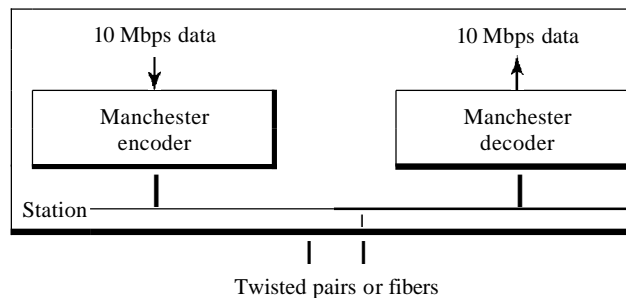 10 Mbps data
10 Mbps data
Manchester
encoder
Manchester
decoder
Station
Twisted pairs or fibers